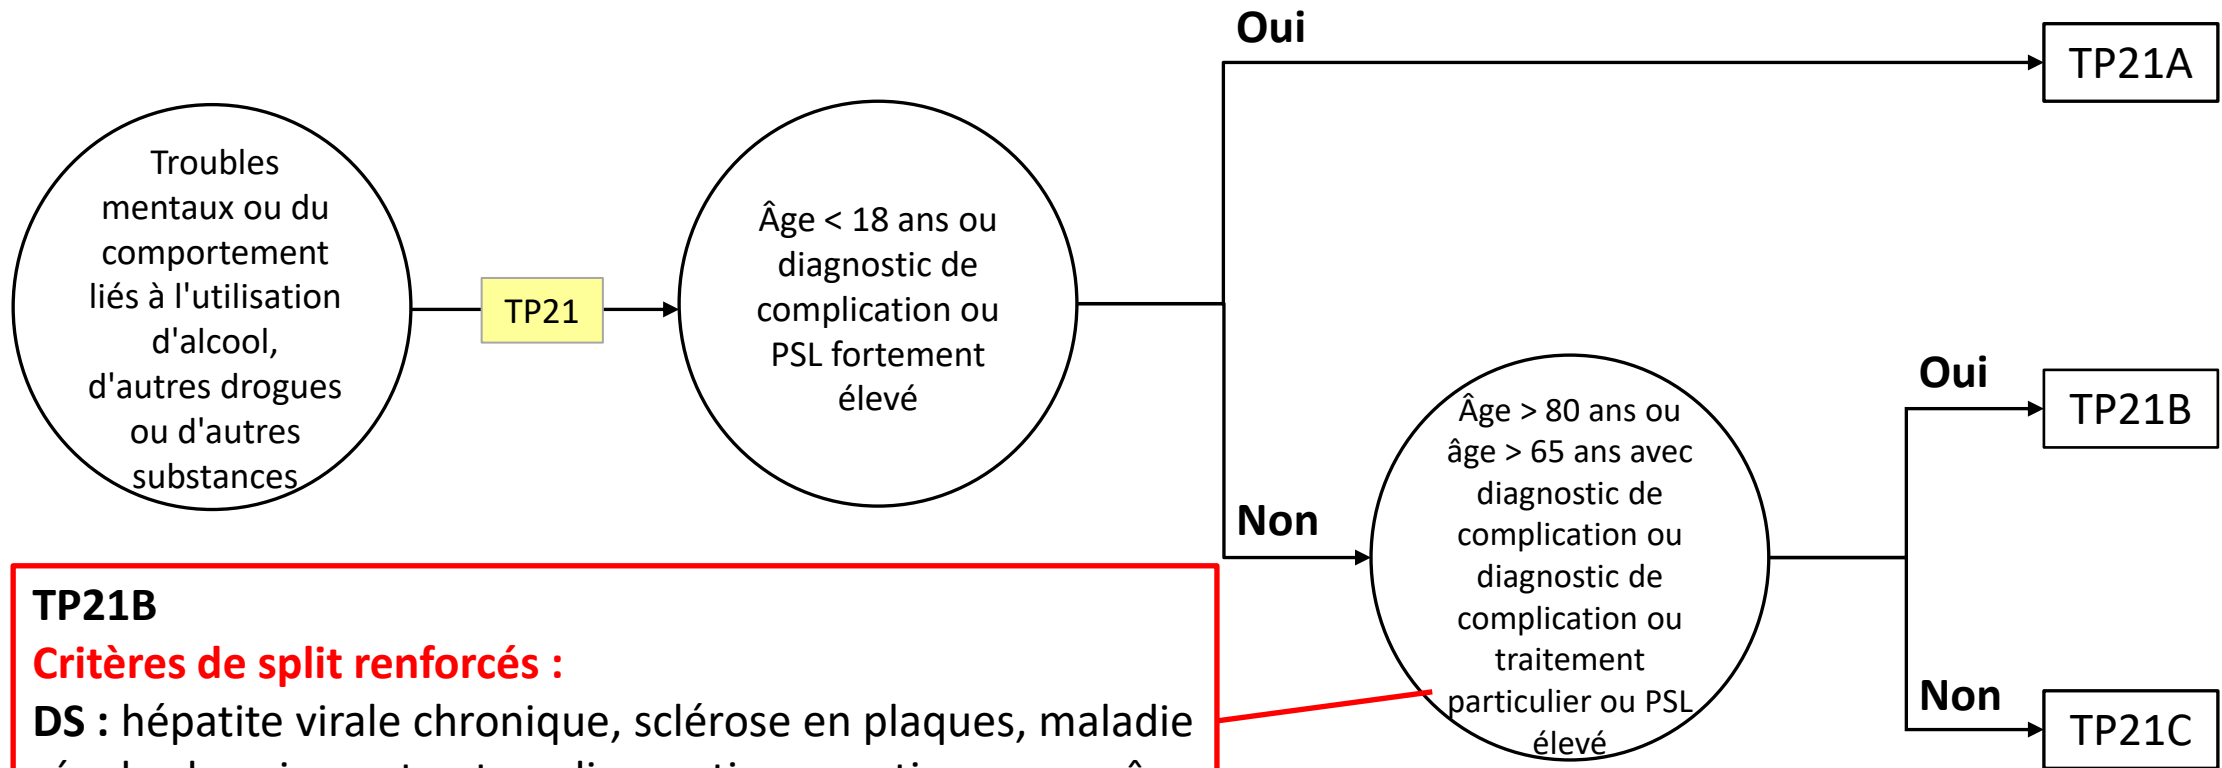 Oui
TP21A
Troubles
mentaux ou du
comportement
liés à l'utilisation
d'alcool,
d'autres drogues
ou d'autres
substances
TP21
Âge < 18 ans ou
diagnostic de
complication ou
PSL fortement
élevé
Non
Âge > 80 ans ou
âge > 65 ans avec
diagnostic de
complication ou
diagnostic de
complication ou
traitement
particulier ou PSL
élevé
Oui
TP21B
Non
TP21C
TP21B
Critères de split renforcés :
DS : hépatite virale chronique, sclérose en plaques, maladie